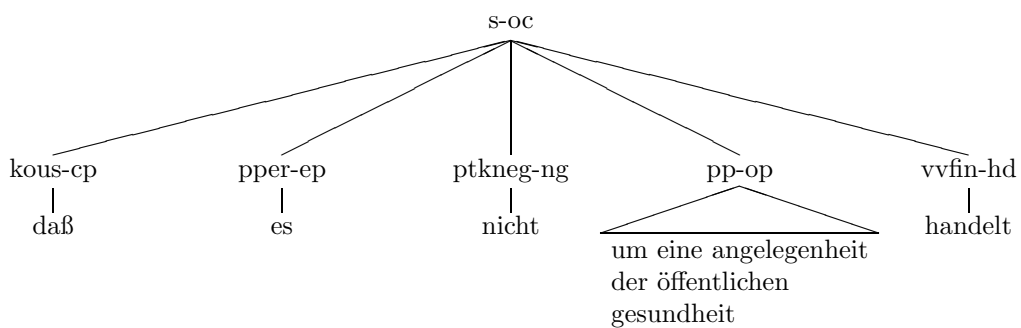 s-oc
kous-cp pper-ep ptkneg-ng pp-op vvfin-hd
daß es nicht handelt
um eine angelegenheit
der öffentlichen
gesundheit